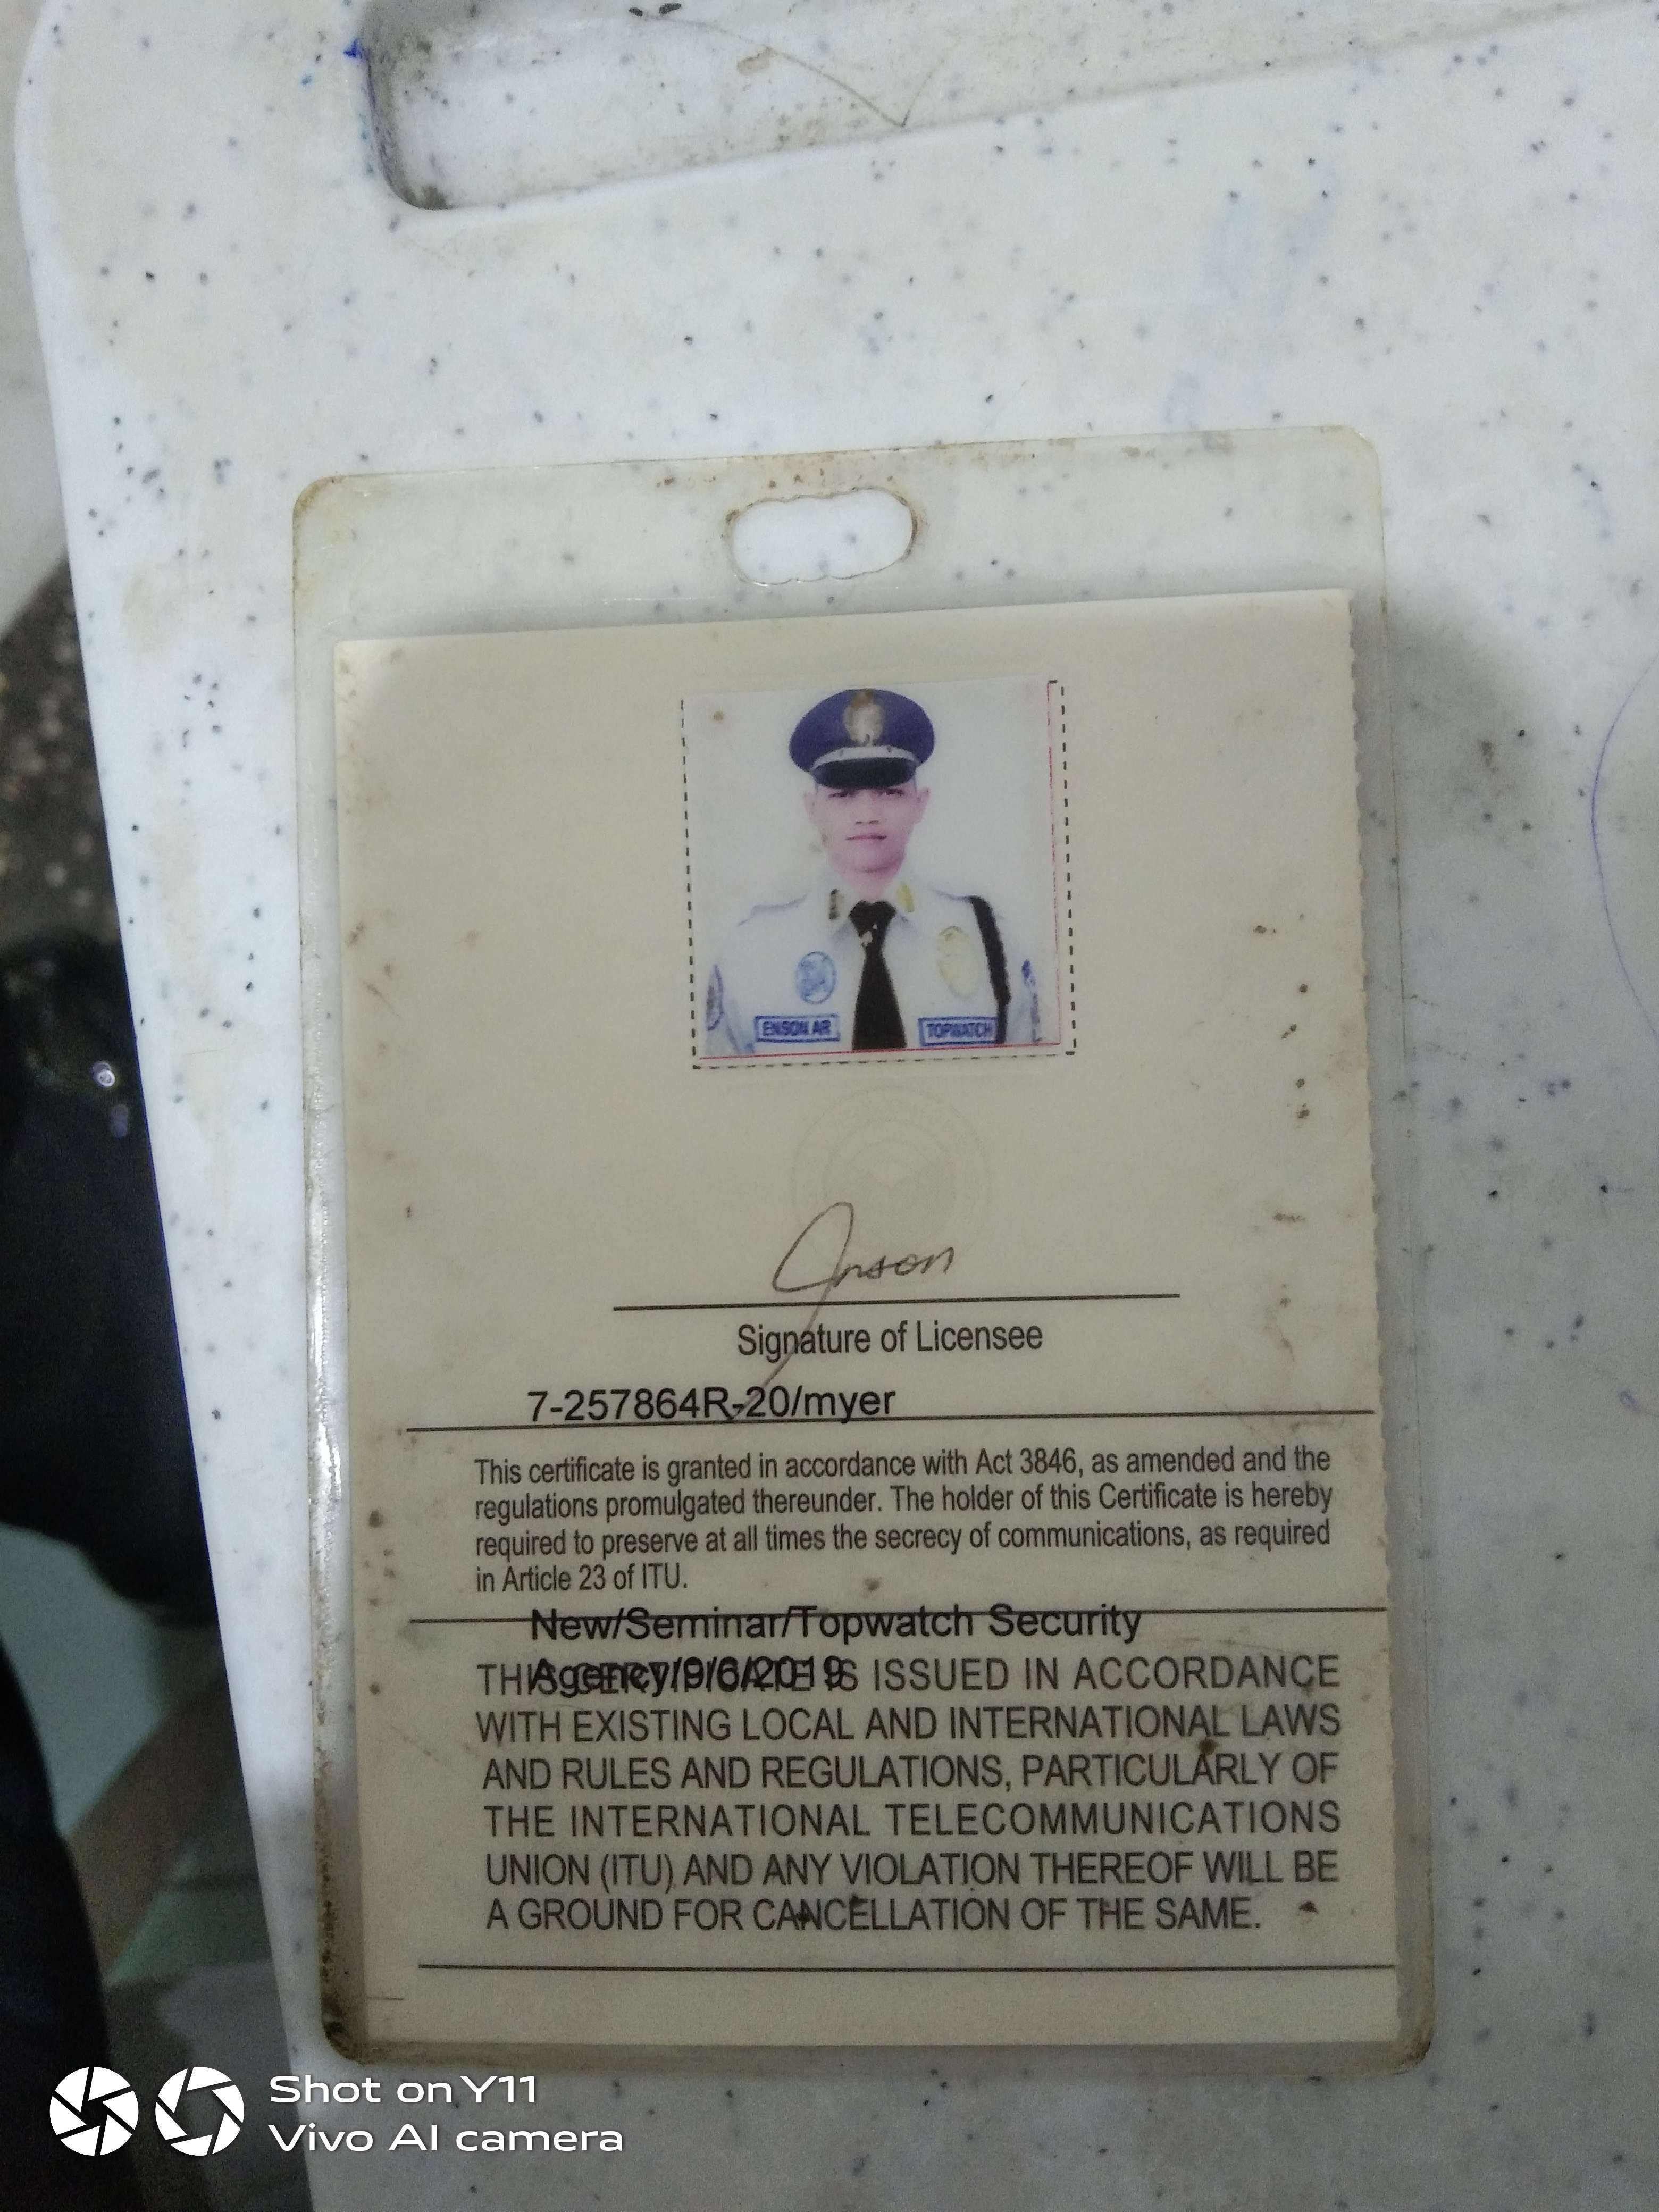 ENSON AR
TOPWATCH
Enson
Signature of Licensee
7-257864R-20/myer
This certificate is granted in accordance with Act 3846, as amended and the
regulations promulgated thereunder. The holder of this Certificate is hereby
required to preserve at all times the secrecy of communications, as required
in Article 23 of ITU.
New/Seminar/Topwatch Security
Agency/9/6/2019
THIS CERTIFICATE IS ISSUED IN ACCORDANCE
WITH EXISTING LOCAL AND INTERNATIONAL LAWS
AND RULES AND REGULATIONS, PARTICULARLY OF
THE INTERNATIONAL TELECOMMUNICATIONS
UNION (ITU) AND ANY VIOLATION THEREOF WILL BE
A GROUND FOR CANCELLATION OF THE SAME.
Shot on Y11
Vivo AI camera